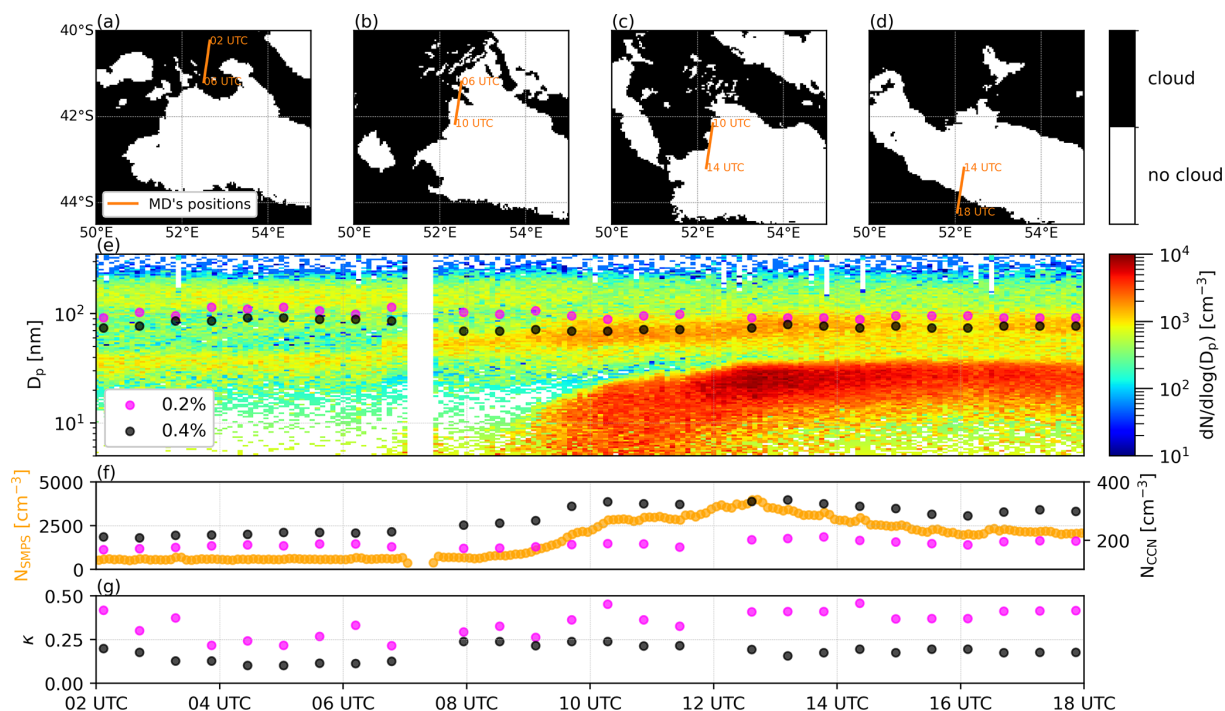 (a) (b) (c) (d)
40°S
42°S
44°S
02 UTC
06 UTC
06 UTC
10 UTC
10 UTC
14 UTC
14 UTC
18 UTC
MD's positions
50°E 52°E 54°E 50°E 52°E 54°E 50°E 52°E 54°E 50°E 52°E 54°E
cloud
no cloud
(e)
Dp [nm]
10²
10¹
0.2%
0.4%
10⁴
10³
10²
10¹
dN/dlog(Dp) [cm⁻³]
(f)
N_SMPS [cm⁻³]
5000
2500
0
400
200
N_CCN [cm⁻³]
(g)
κ
0.50
0.25
0.00
02 UTC 04 UTC 06 UTC 08 UTC 10 UTC 12 UTC 14 UTC 16 UTC 18 UTC